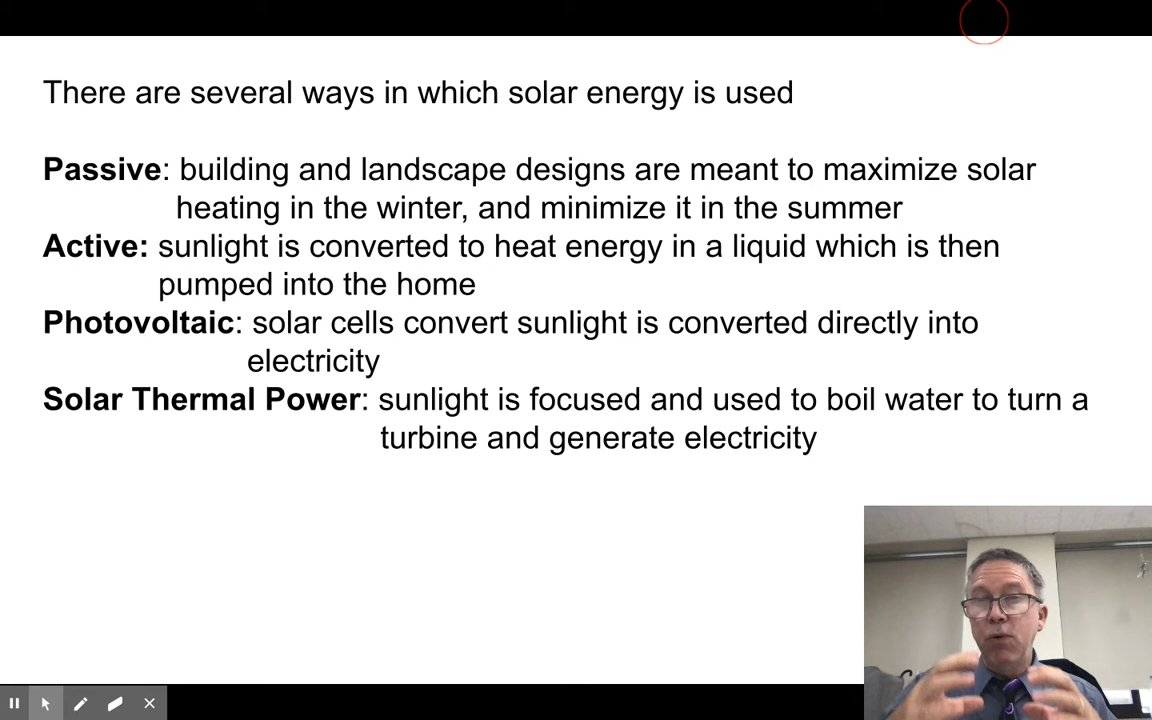 There are several ways in which solar energy is used
Passive: building and landscape designs are meant to maximize solar
heating in the winter, and minimize it in the summer
Active: sunlight is converted to heat energy in a liquid which is then
pumped into the home
Photovoltaic: solar cells convert sunlight is converted directly into
electricity
Solar Thermal Power: sunlight is focused and used to boil water to turn a
turbine and generate electricity